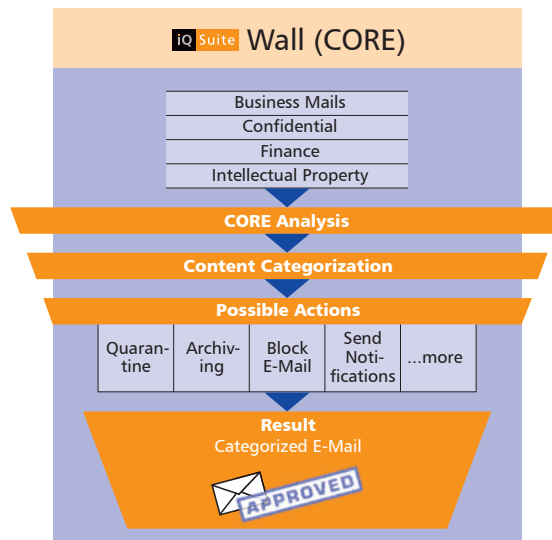 iQ Suite Wall (CORE)
Business Mails
Confidential
Finance
Intellectual Property
CORE Analysis
Content Categorization
Possible Actions
Quaran-
tine
Archiv-
ing
Block
E-Mail
Send
Noti-
fications
...more
Result
Categorized E-Mail
APPROVED